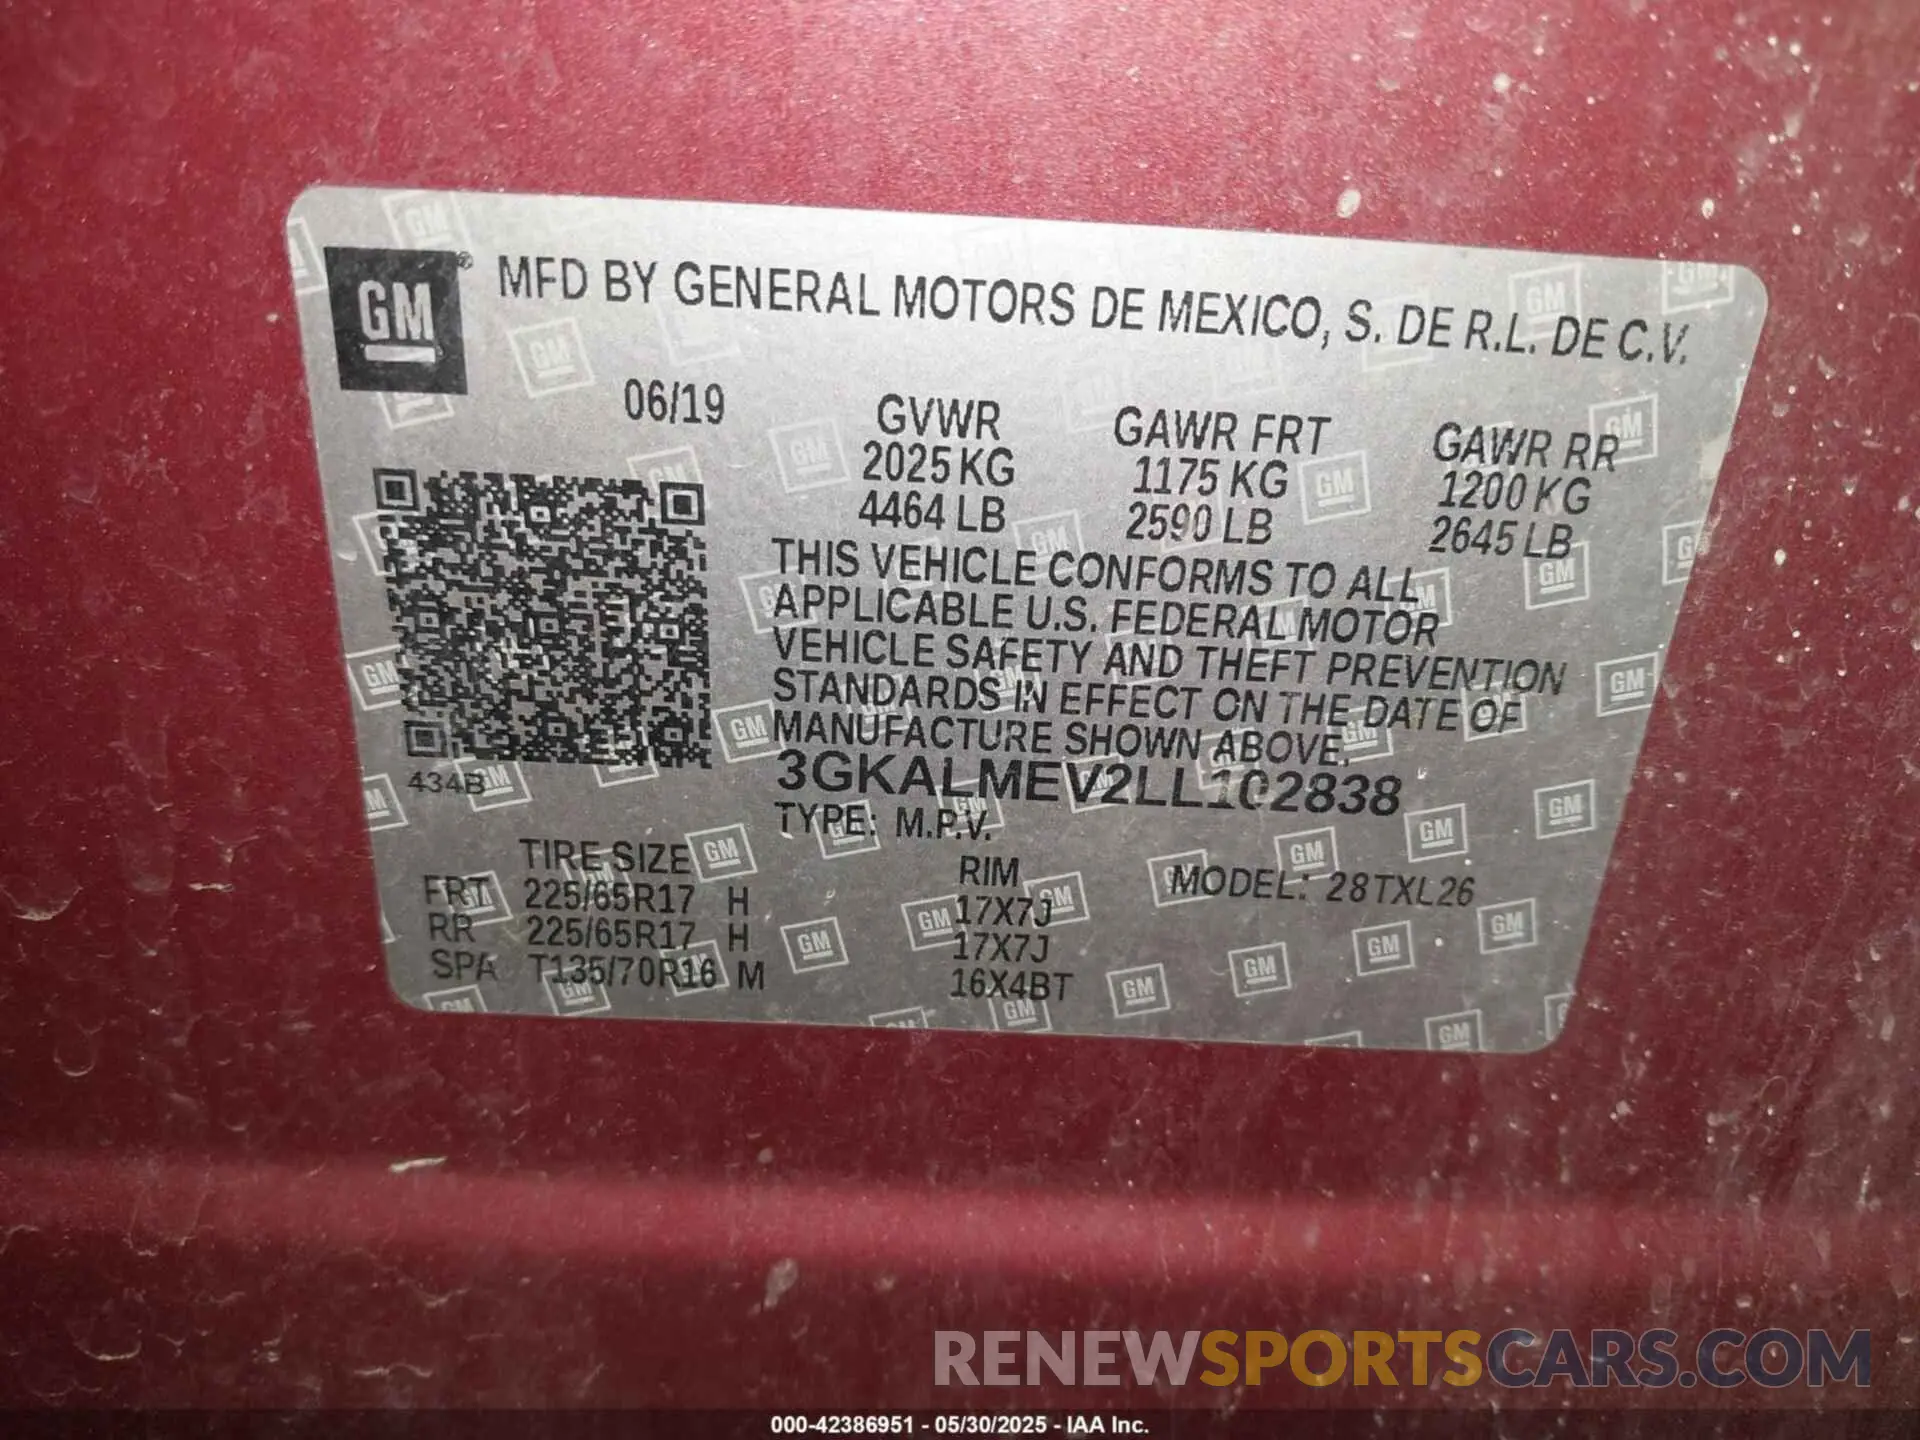 GM ® MFD BY GENERAL MOTORS DE MEXICO, S. DE R.L. DE C.V.
06/19 GVWR GAWR FRT GAWR RR
2025 KG 1175 KG 1200 KG
4464 LB 2590 LB 2645 LB
THIS VEHICLE CONFORMS TO ALL
APPLICABLE U.S. FEDERAL MOTOR
VEHICLE SAFETY AND THEFT PREVENTION
STANDARDS IN EFFECT ON THE DATE OF
MANUFACTURE SHOWN ABOVE.
434B 3GKALMEV2LL102838
TYPE: M.P.V.
TIRE SIZE RIM MODEL: 28TXL26
FRT 225/65R17 H 17X7J
RR 225/65R17 H 17X7J
SPA T135/70R16 M 16X4BT
RENEWSPORTSCARS.COM
000-42386951 - 05/30/2025 - IAA Inc.